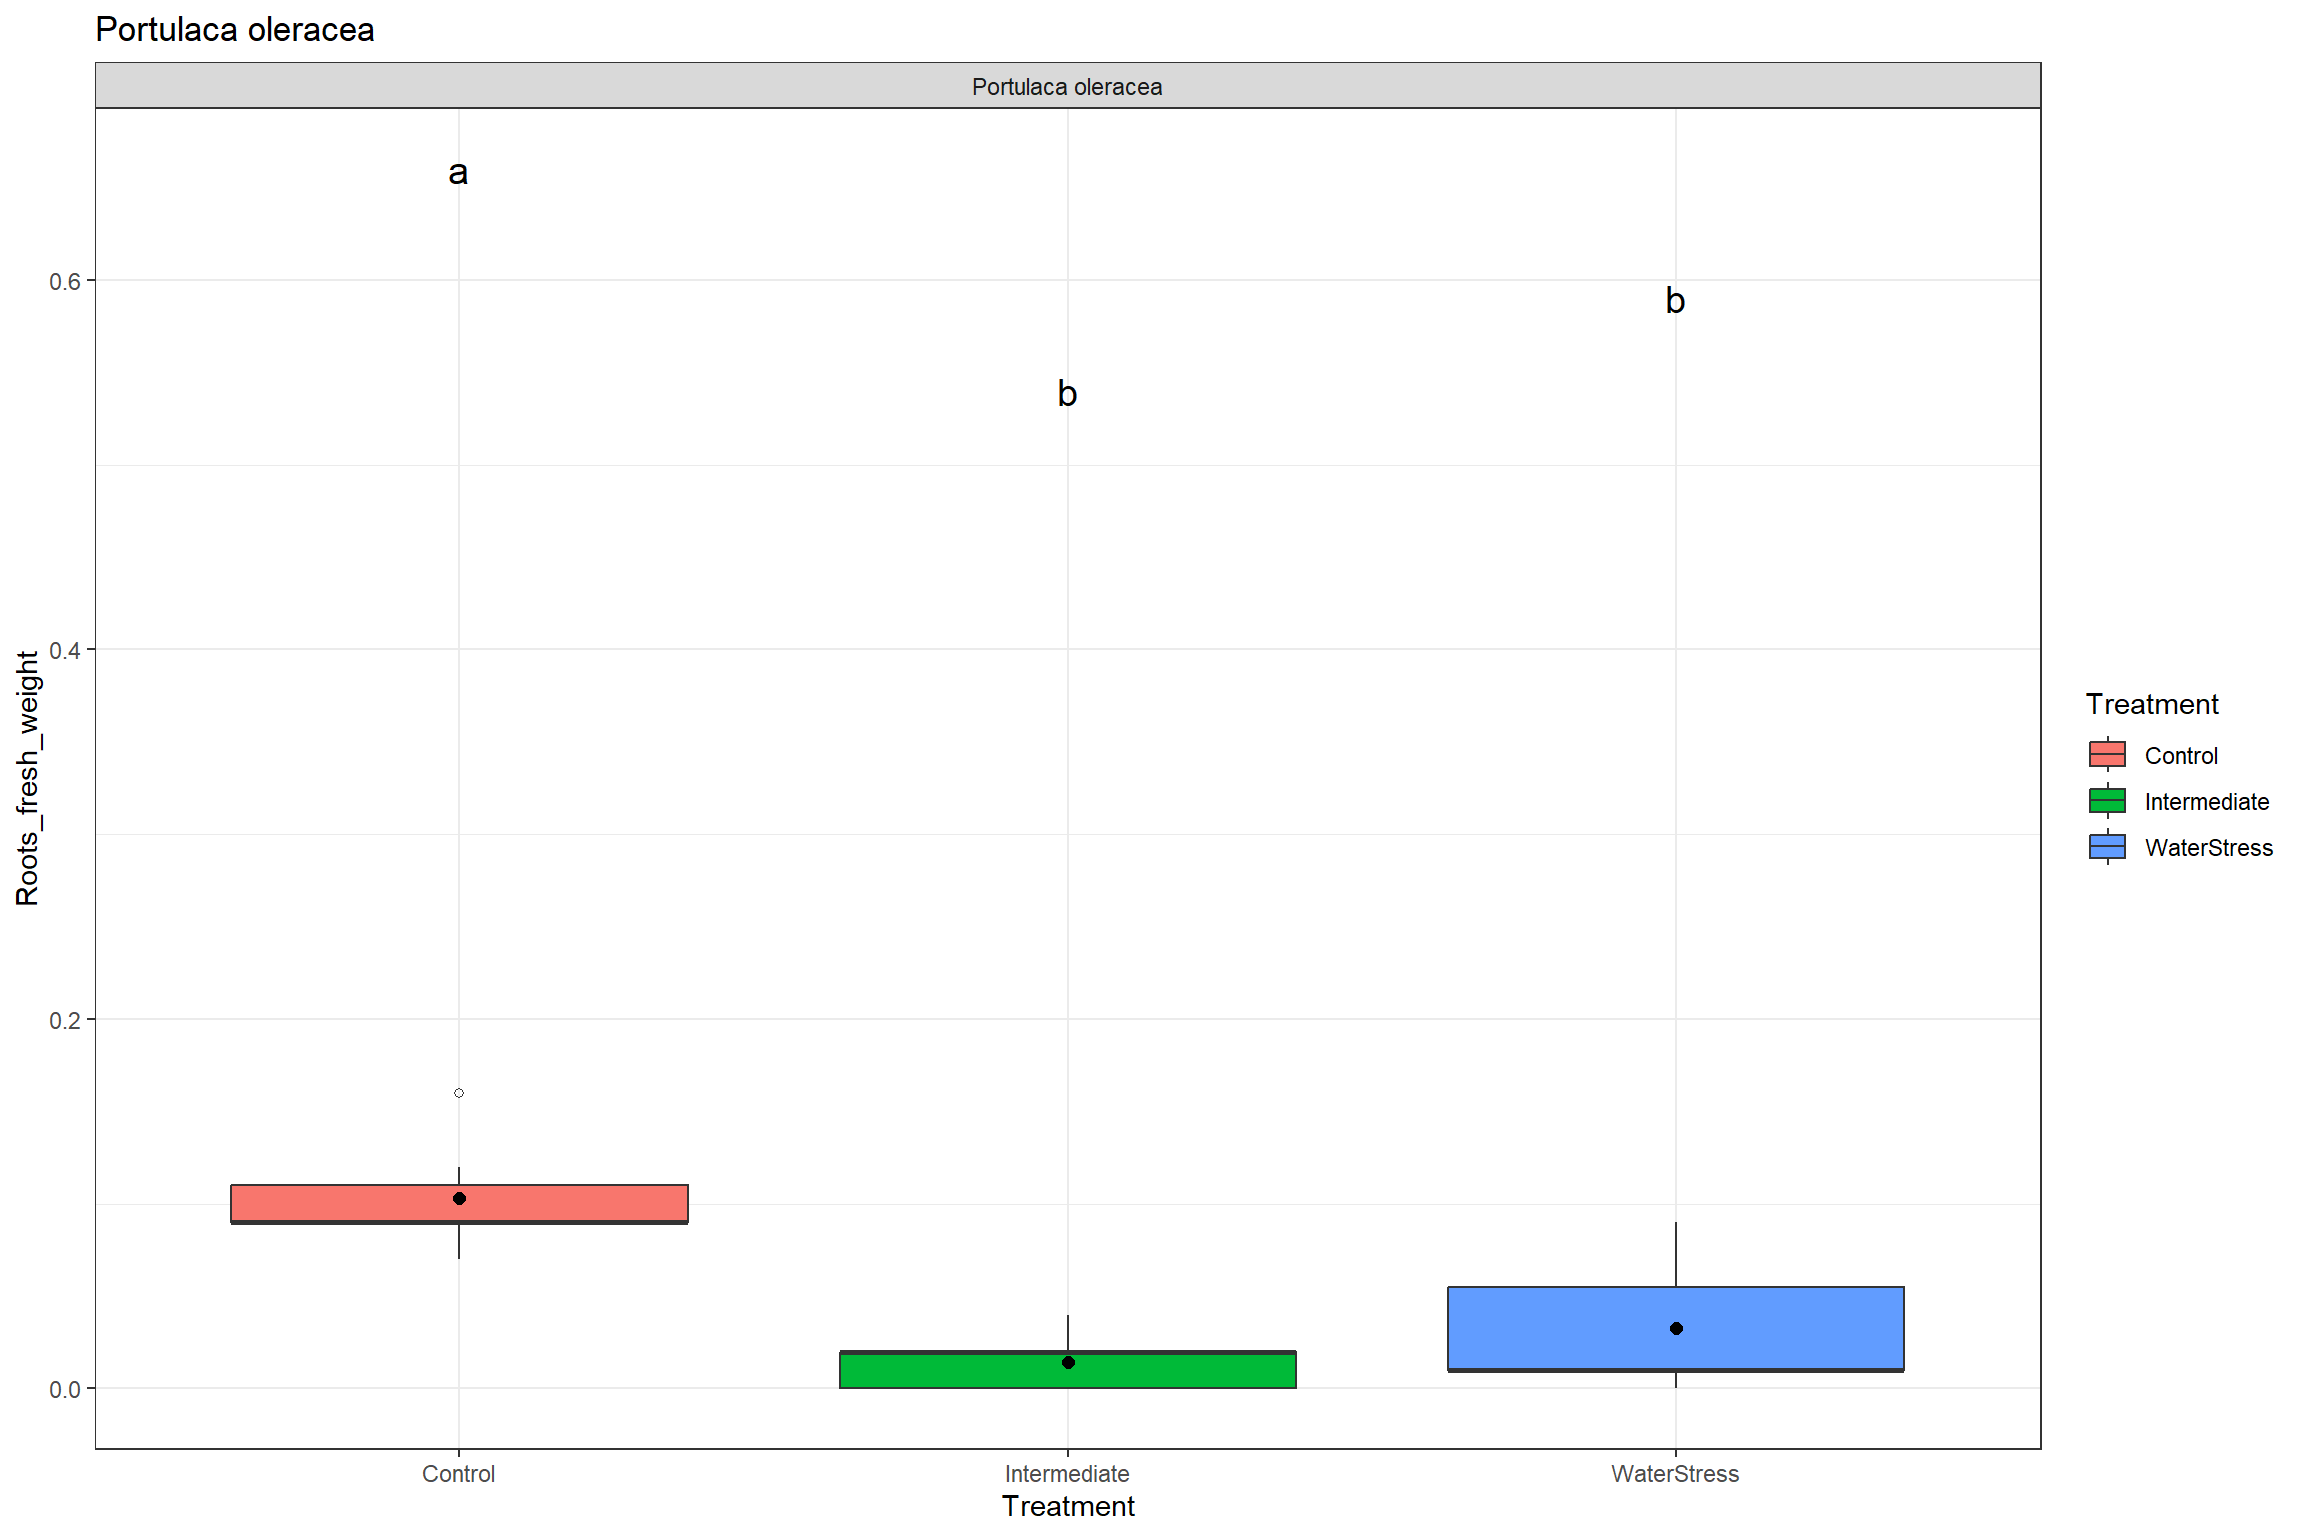 Portulaca oleracea
Portulaca oleracea
a
b
b
0.6
0.4
0.2
0.0
Roots_fresh_weight
Control
Intermediate
WaterStress
Treatment
Treatment
Control
Intermediate
WaterStress